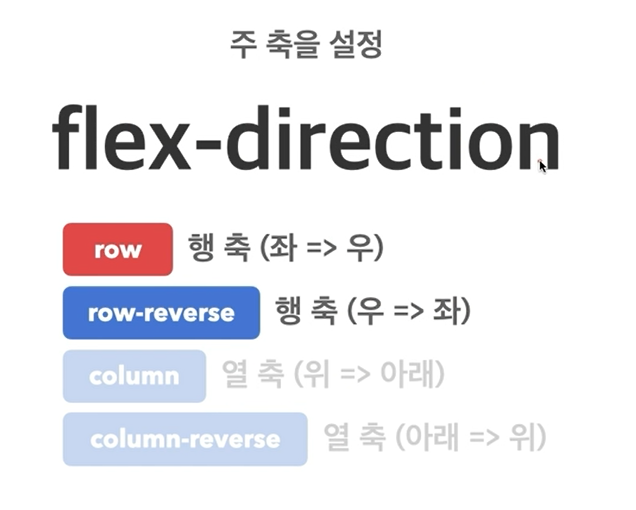 주 축을 설정
flex-direction
row 행 축 (좌 => 우)
row-reverse 행 축 (우 => 좌)
column 열 축 (위 => 아래)
column-reverse 열 축 (아래 => 위)